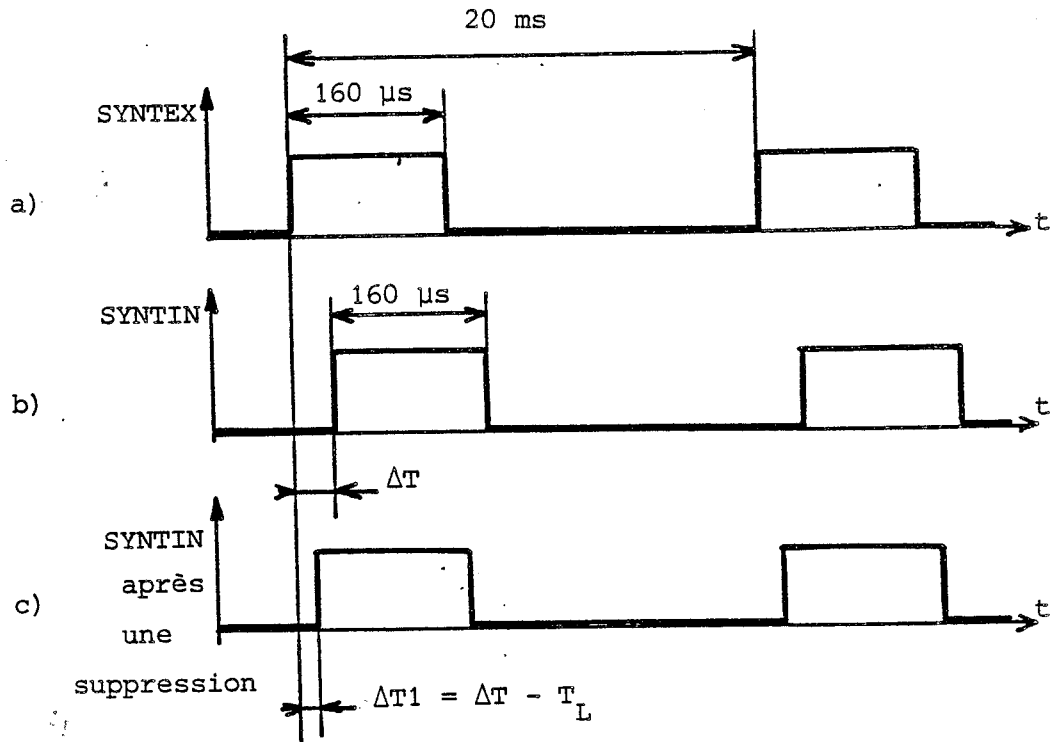 20 ms
160 µs
SYNTEX
a)
t
160 µs
SYNTIN
b)
t
ΔT
SYNTIN
après
c)
une
t
suppression
ΔT1 = ΔT - T_L